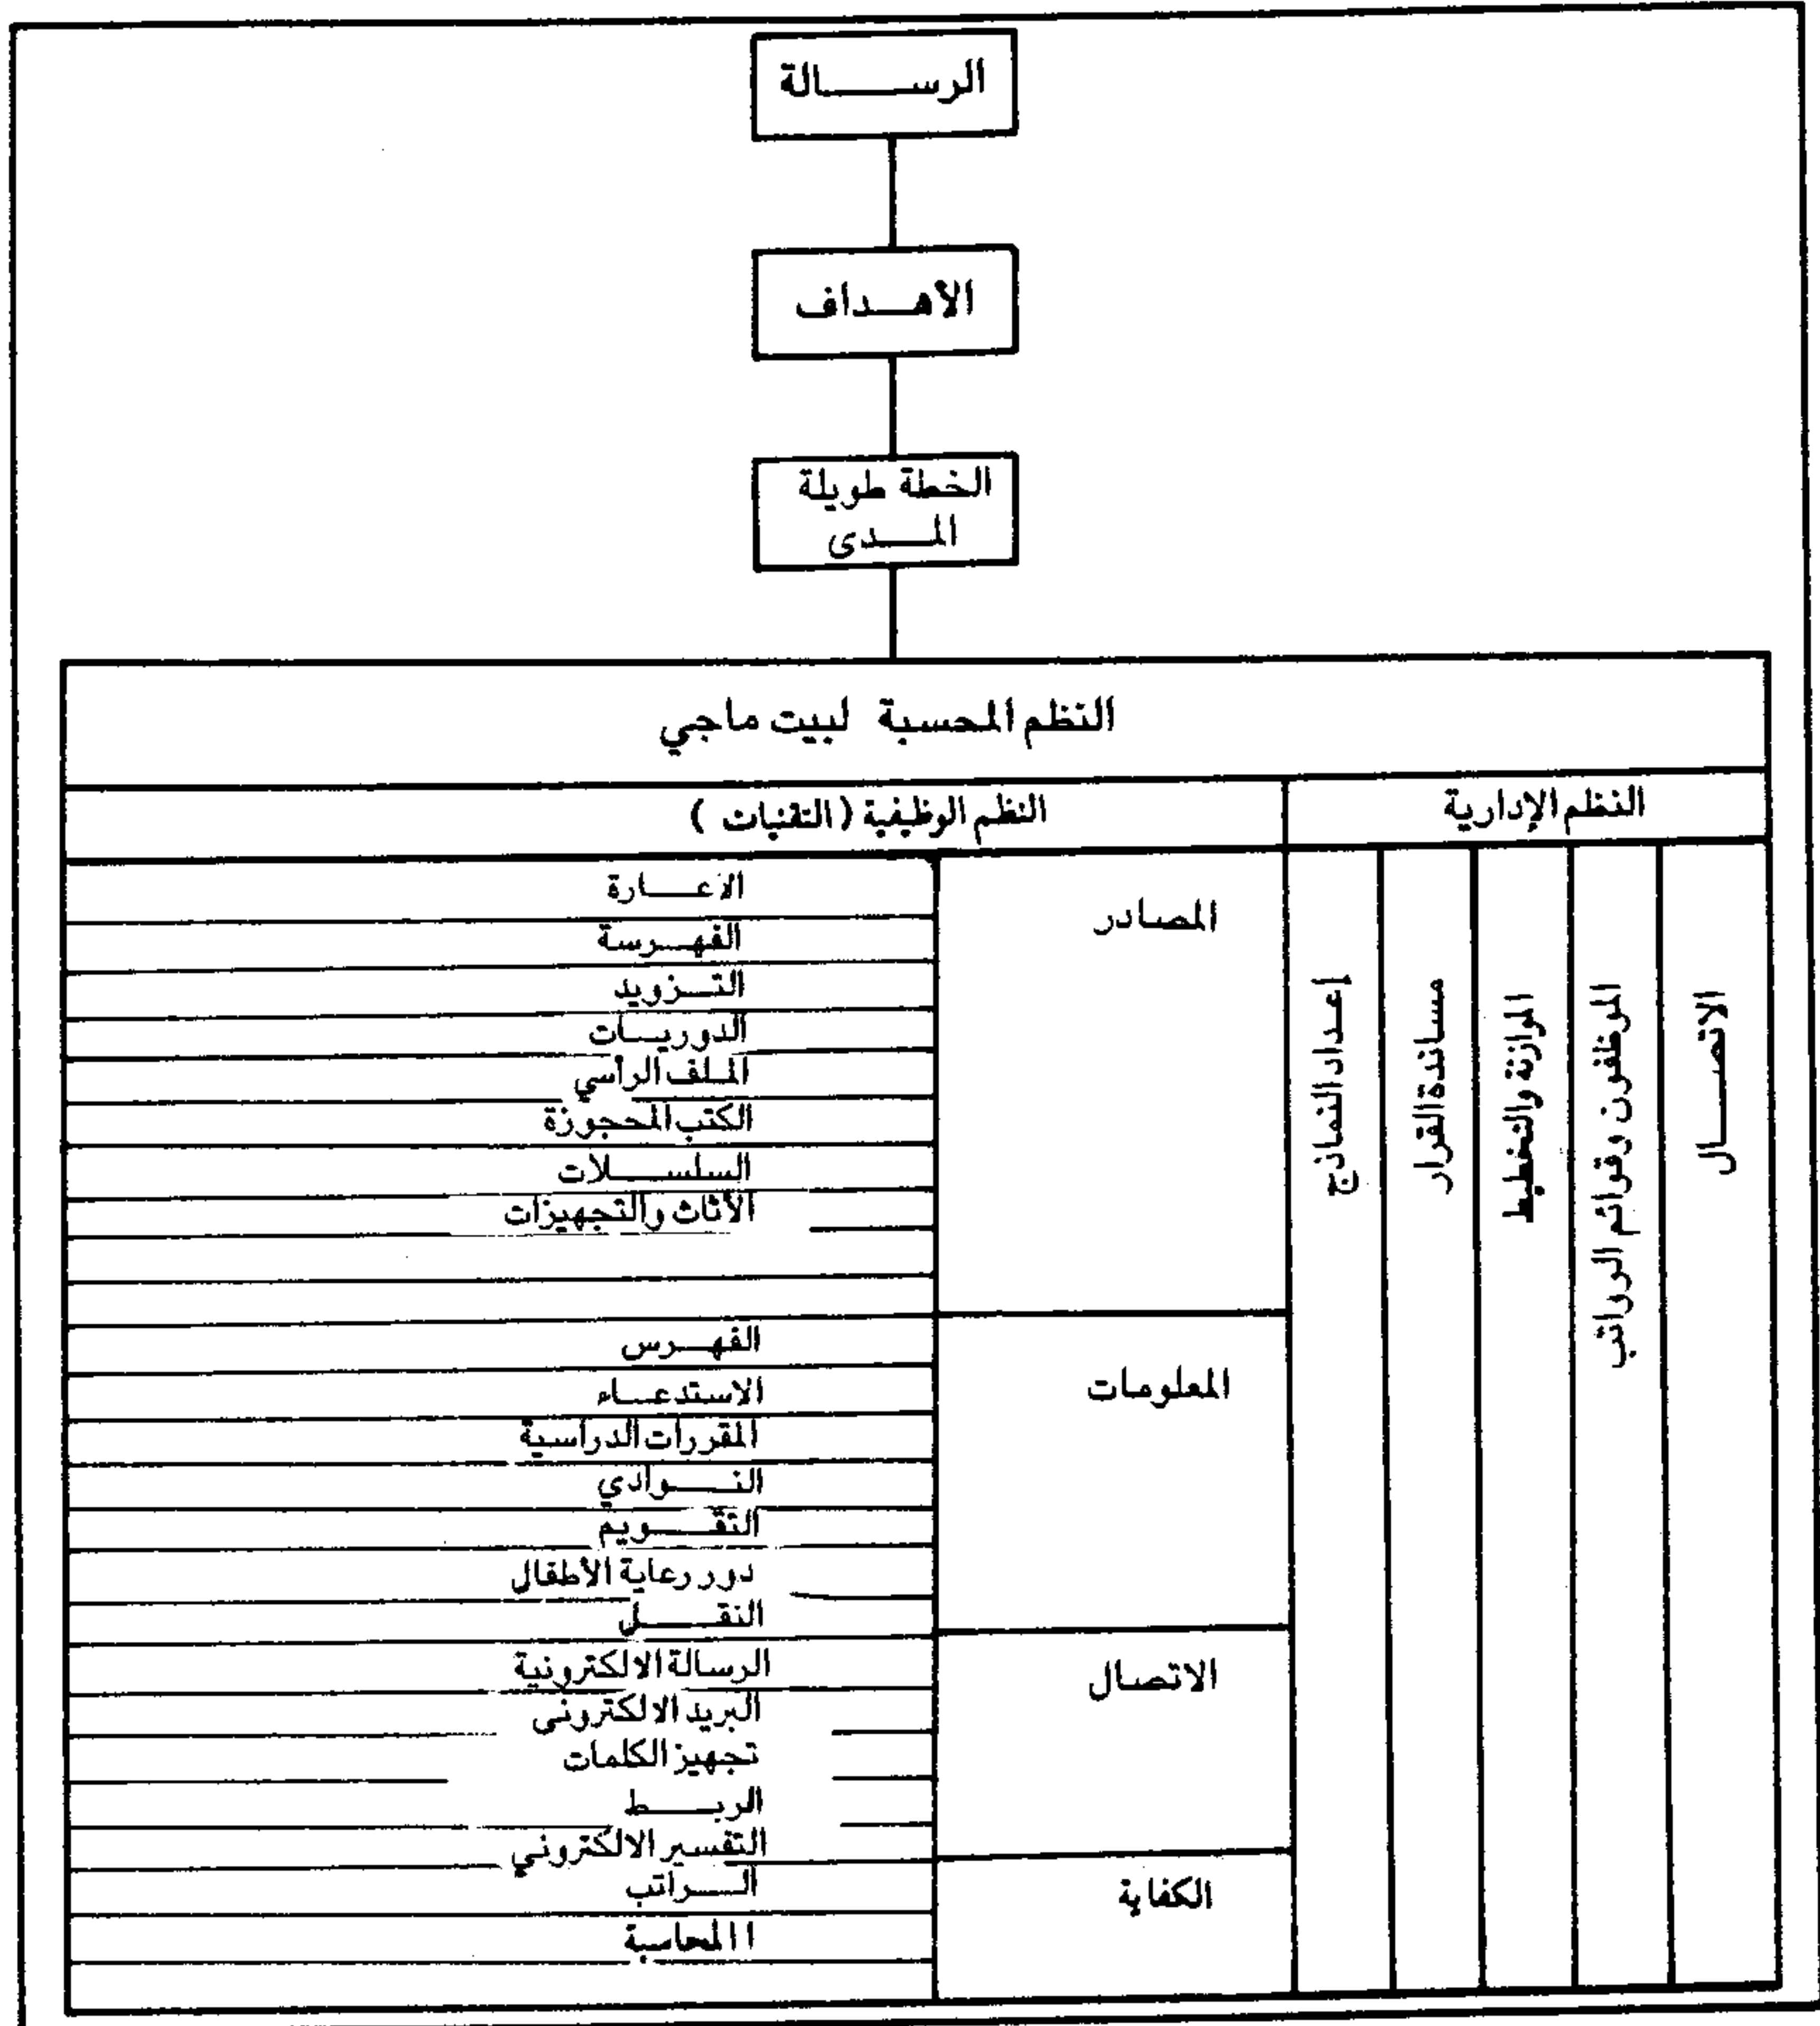 الرسالة
الأهداف
الخطة طويلة
المدى
النظم المحسبة لبيت ماجي
النظم الإدارية
النظم الوظيفية (التقنيات)
الاتصال
الموظفون وقوائم الرواتب
الموازنة والتخطيط
مساندة القرار
إعداد النماذج
المصادر
الاعارة
الفهرسة
التزويد
الدوريات
الملف الرأسي
الكتب المحجوزة
السلسلات
الأثاث والتجهيزات
المعلومات
الفهرس
الاستدعاء
المقررات الدراسية
النوادي
التقويم
دور رعاية الأطفال
النقل
الاتصال
الرسالة الالكترونية
البريد الالكترونى
تجهيز الكلمات
الربط
التفسير الالكتروني
الكفاية
الراتب
االمحاسبة